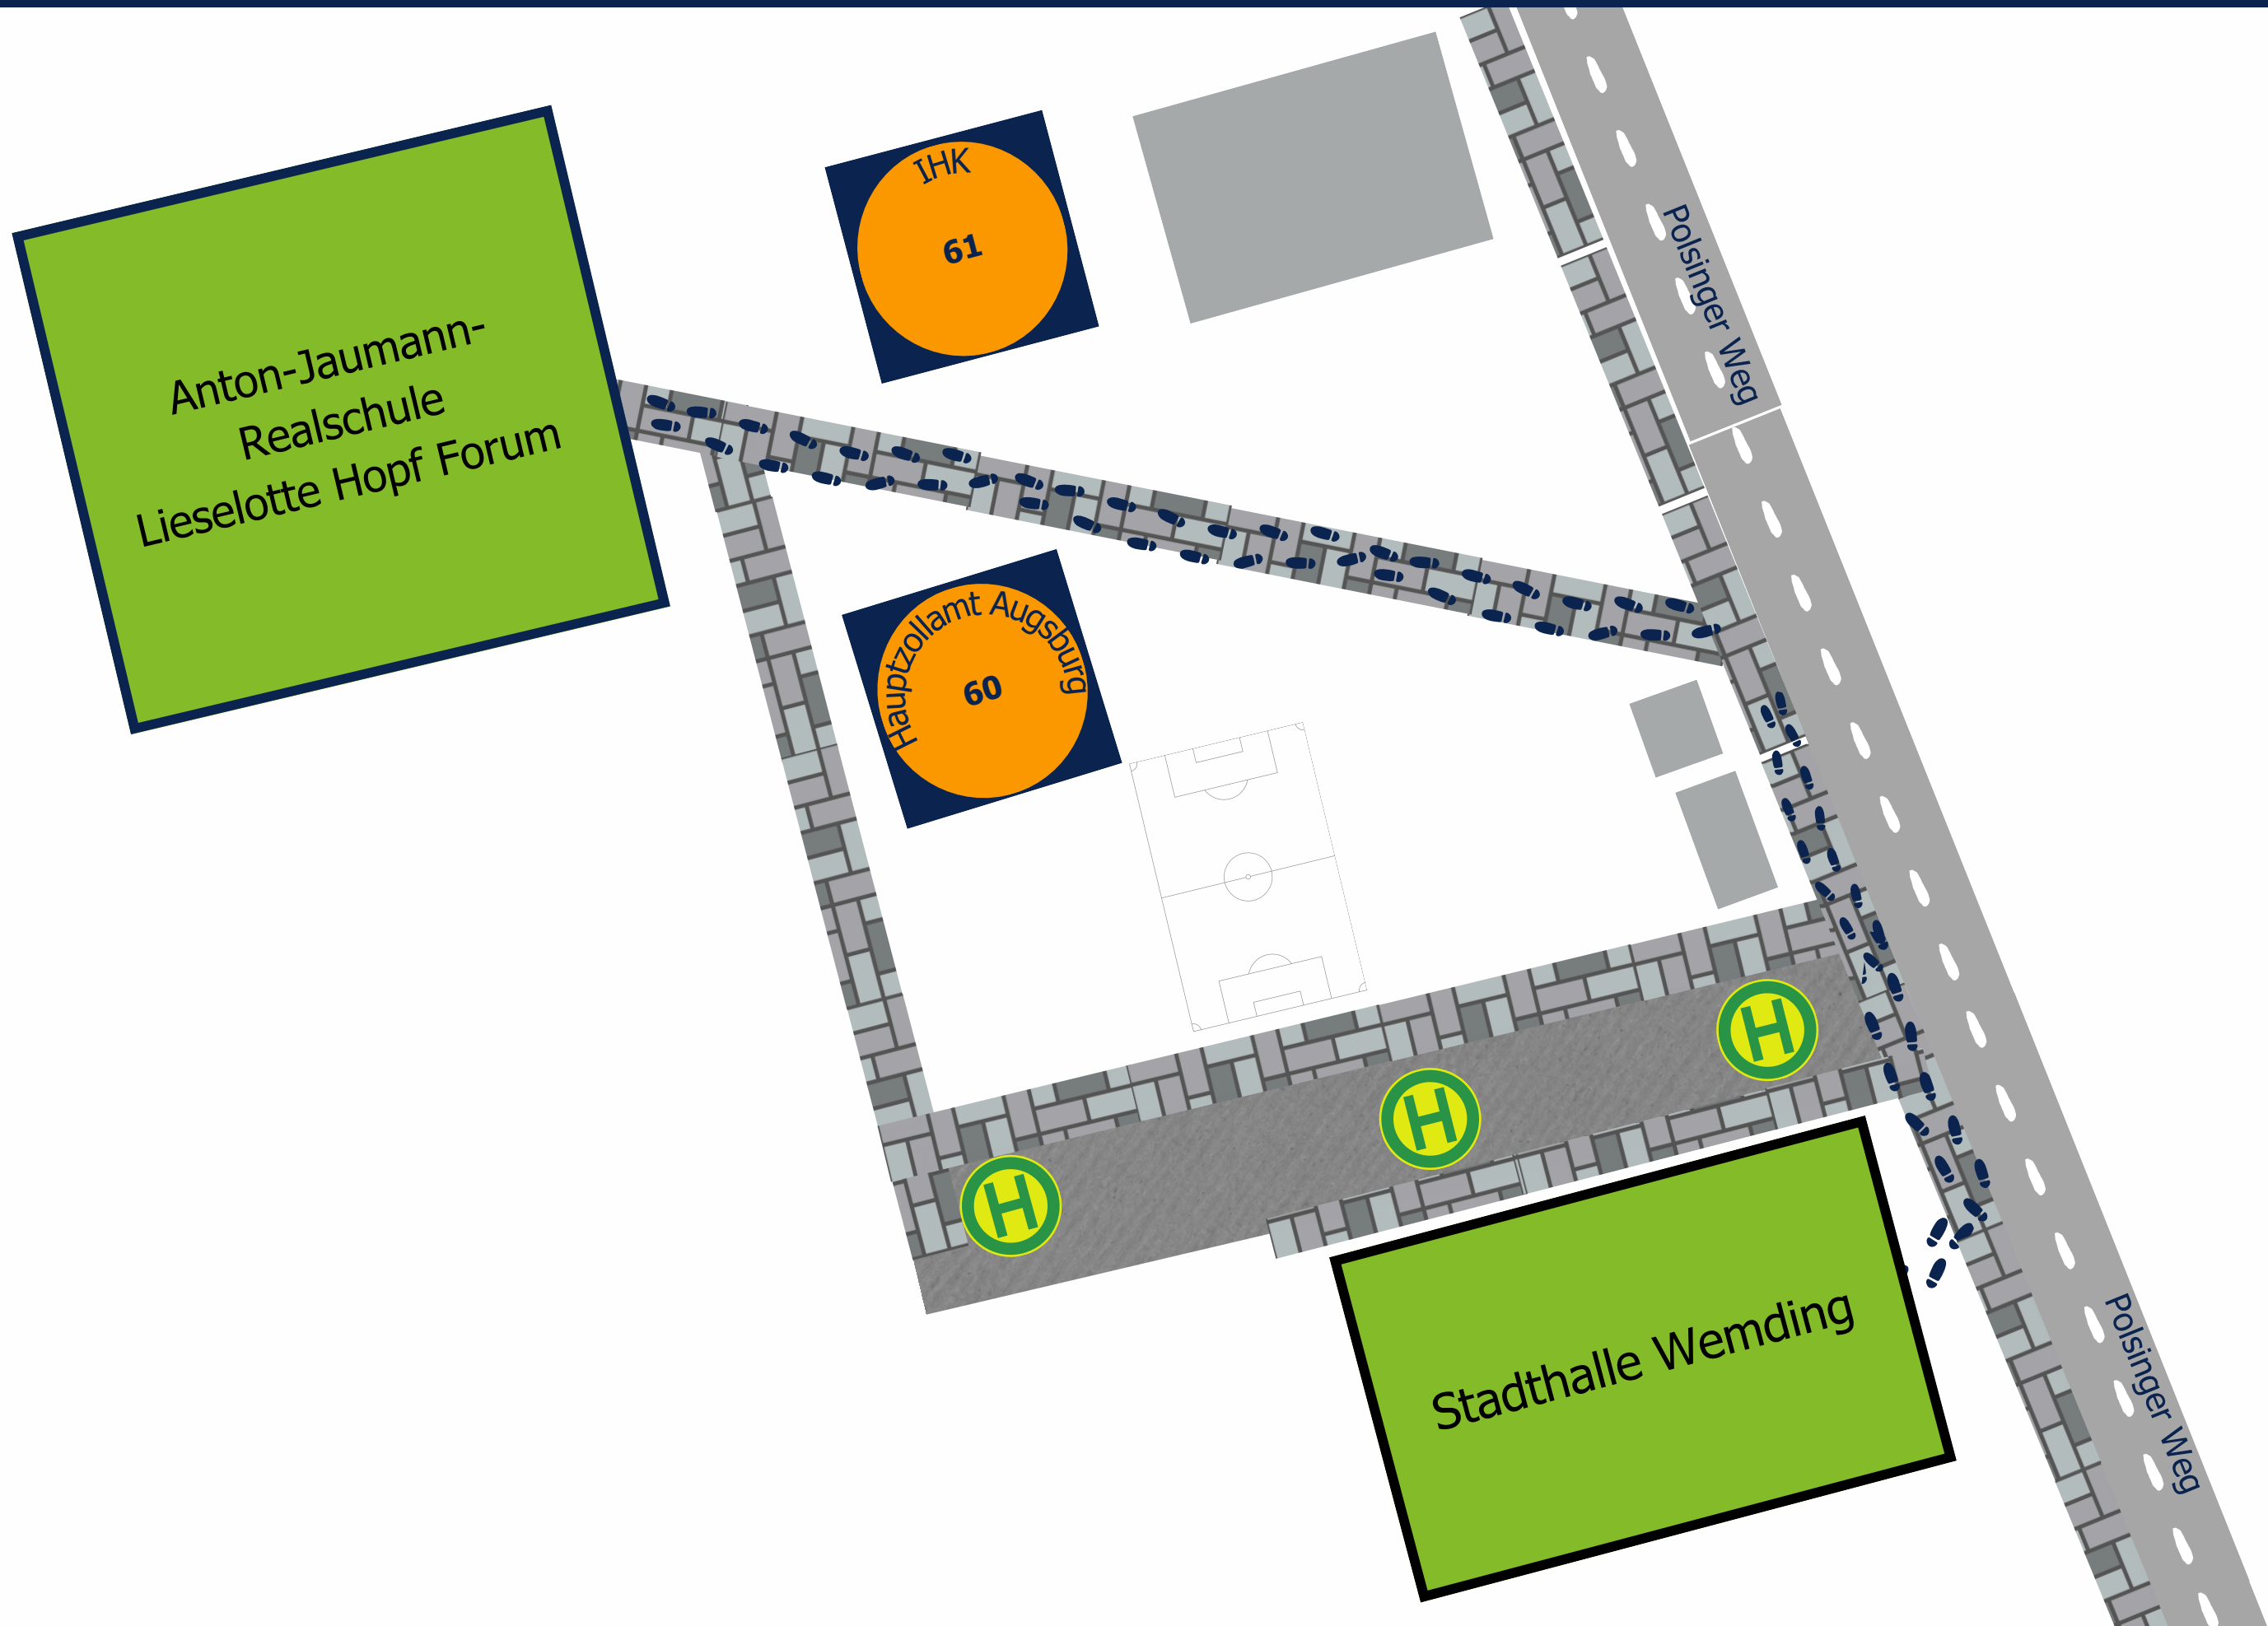 IHK
61
Polsinger Weg
Anton-Jaumann-
Realschule
Lieselotte Hopf Forum
Hauptzollamt Augsburg
60
H
H
H
Stadthalle Wemding
Polsinger Weg